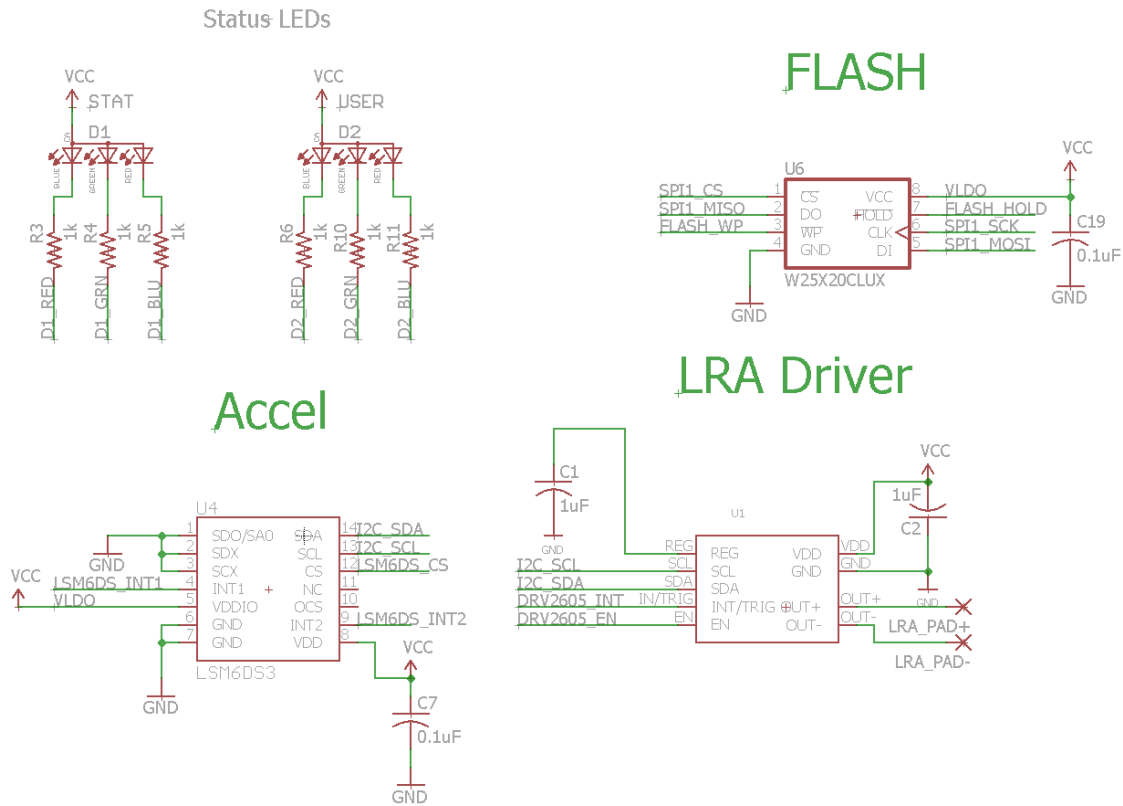 Status LEDs
VCC
STAT
D1
CA
BLUE
GREEN
RED
R3
1k
R4
1k
R5
1k
D1_RED
D1_GRN
D1_BLU
VCC
USER
D2
CA
BLUE
GREEN
RED
R6
1k
R10
1k
R11
1k
D2_RED
D2_GRN
D2_BLU
FLASH
VCC
U6
SPI1_CS
SPI1_MISO
FLASH_WP
1
2
3
4
CS
DO
WP
GND
VCC
HOLD
CLK
DI
8
7
6
5
VLDO
FLASH_HOLD
SPI1_SCK
SPI1_MOSI
W25X20CLUX
GND
C19
0.1uF
GND
Accel
U4
1
2
3
4
5
6
7
SDO/SA0
SDX
SCX
INT1
VDDIO
GND
GND
SDA
SCL
CS
NC
OCS
INT2
VDD
14
13
12
11
10
9
8
I2C_SDA
I2C_SCL
LSM6DS_CS
LSM6DS_INT2
GND
VCC
LSM6DS_INT1
VLDO
LSM6DS3
GND
VCC
C7
0.1uF
GND
LRA Driver
C1
1uF
GND
VCC
1uF
C2
U1
REG
SCL
SDA
IN/TRIG
EN
I2C_SCL
I2C_SDA
DRV2605_INT
DRV2605_EN
REG
SCL
SDA
INT/TRIG
EN
VDD
GND
OUT+
OUT-
VDD
GND
OUT+
OUT-
GND
LRA_PAD+
LRA_PAD-